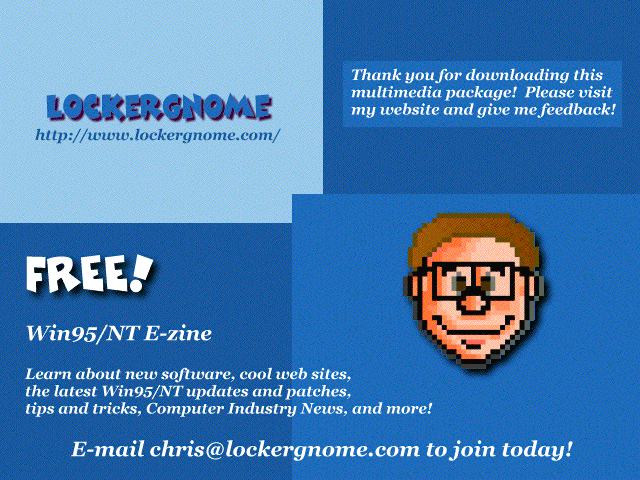 LOCKERGNOME
http://www.lockergnome.com/
Thank you for downloading this
multimedia package!  Please visit
my website and give me feedback!
FREE!
Win95/NT E-zine
Learn about new software, cool web sites,
the latest Win95/NT updates and patches,
tips and tricks, Computer Industry News, and more!
E-mail chris@lockergnome.com to join today!